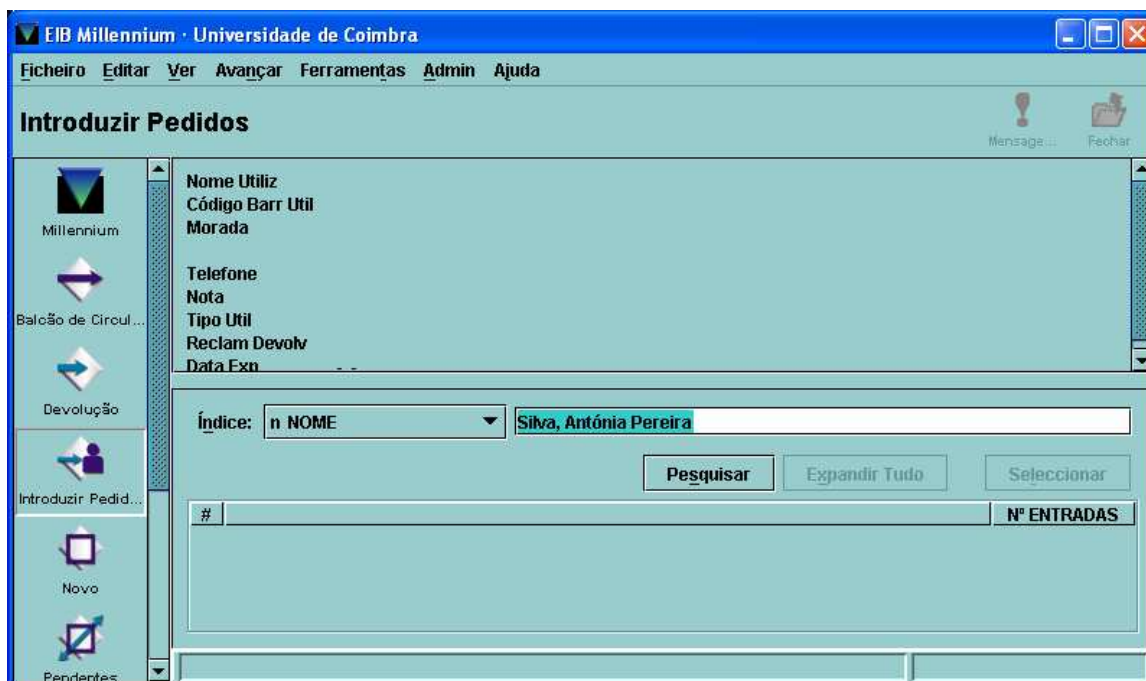 EIB Millennium · Universidade de Coimbra
Ficheiro Editar Ver Avançar Ferramentas Admin Ajuda
Introduzir Pedidos
Mensage... Fechar
Millennium
Balcão de Circul...
Devolução
Introduzir Pedid...
Novo
Pendentes
Nome Utiliz
Código Barr Util
Morada
Telefone
Nota
Tipo Util
Reclam Devolv
Data Exp - -
Índice: n NOME Silva, Antónia Pereira
Pesquisar Expandir Tudo Seleccionar
# Nº ENTRADAS